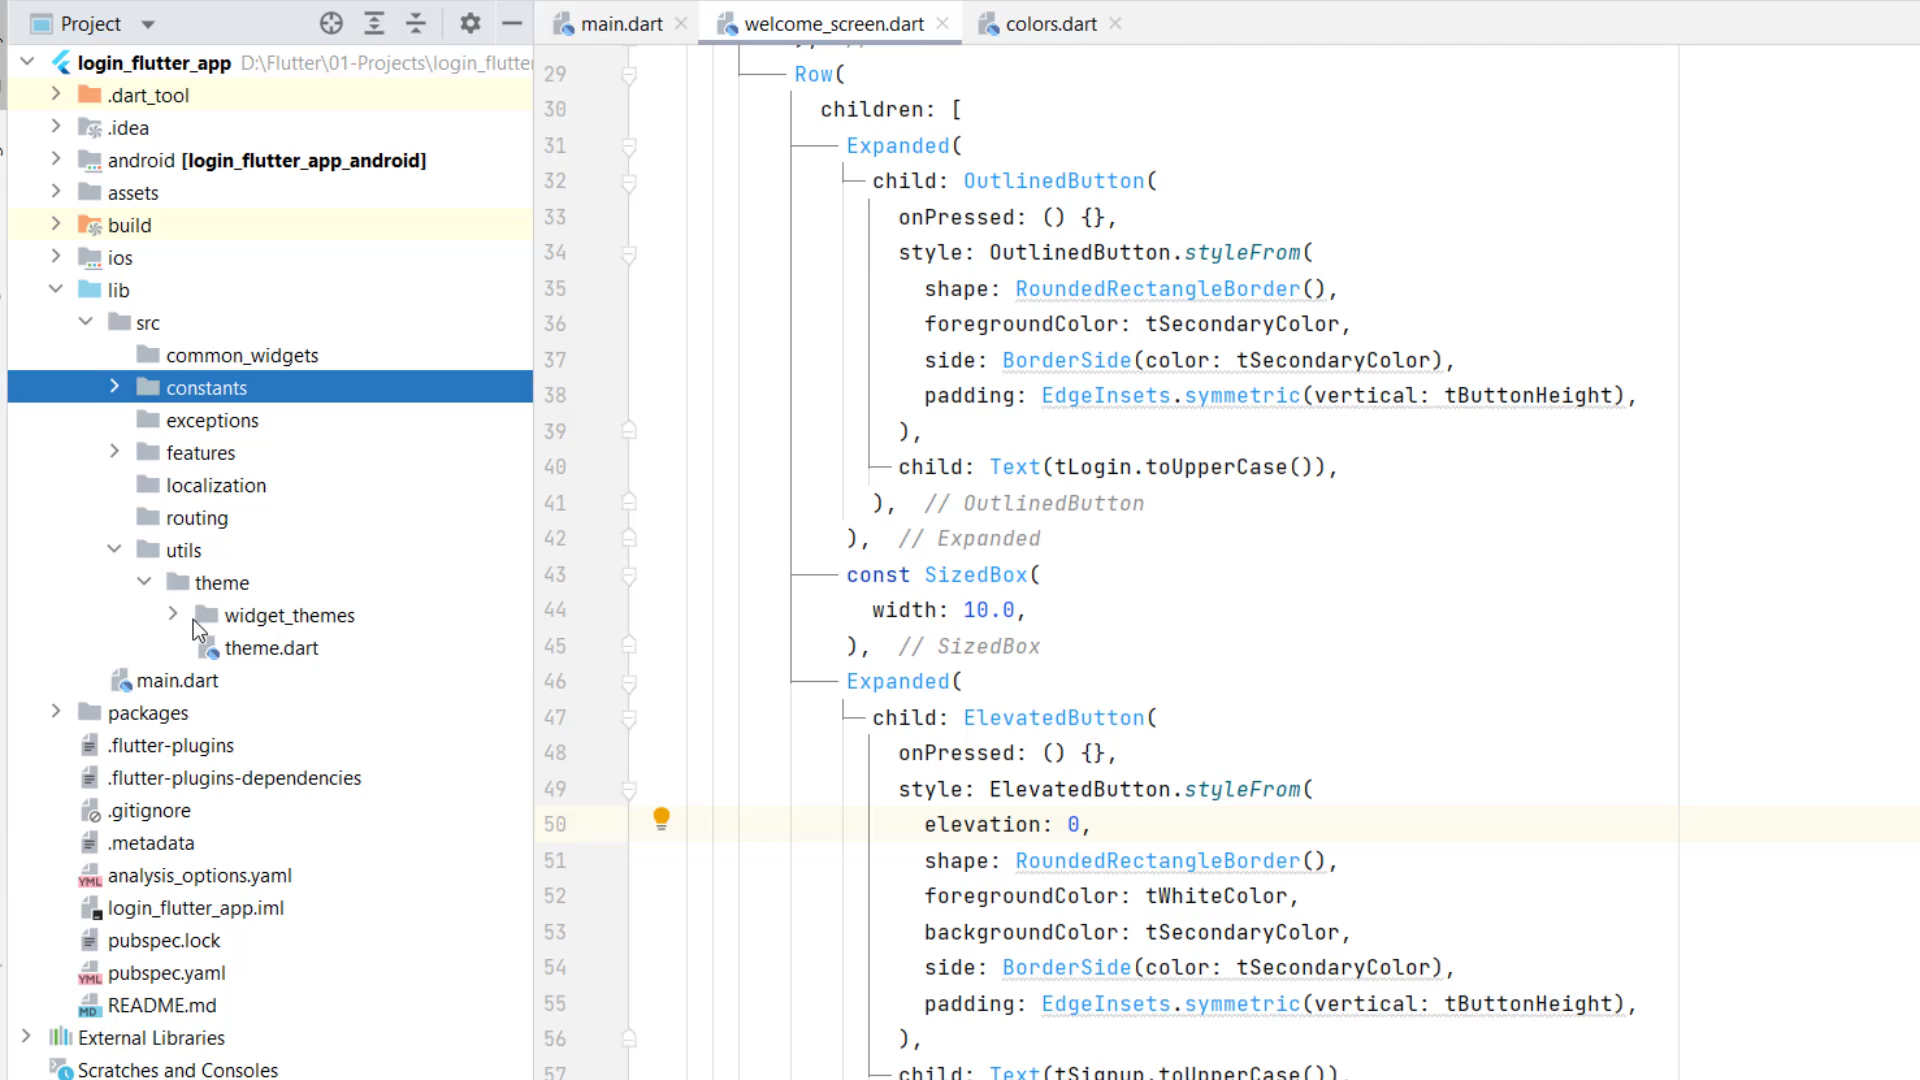 Project
login_flutter_app D:\Flutter\01-Projects\login_flutte
.dart_tool
.idea
android [login_flutter_app_android]
assets
build
ios
lib
src
common_widgets
constants
exceptions
features
localization
routing
utils
theme
widget_themes
theme.dart
main.dart
packages
.flutter-plugins
.flutter-plugins-dependencies
.gitignore
.metadata
analysis_options.yaml
login_flutter_app.iml
pubspec.lock
pubspec.yaml
README.md
External Libraries
Scratches and Consoles
main.dart
welcome_screen.dart
colors.dart
29 Row(
30 children: [
31 Expanded(
32 child: OutlinedButton(
33 onPressed: () {},
34 style: OutlinedButton.styleFrom(
35 shape: RoundedRectangleBorder(),
36 foregroundColor: tSecondaryColor,
37 side: BorderSide(color: tSecondaryColor),
38 padding: EdgeInsets.symmetric(vertical: tButtonHeight),
39 ),
40 child: Text(tLogin.toUpperCase()),
41 ), // OutlinedButton
42 ), // Expanded
43 const SizedBox(
44 width: 10.0,
45 ), // SizedBox
46 Expanded(
47 child: ElevatedButton(
48 onPressed: () {},
49 style: ElevatedButton.styleFrom(
50 elevation: 0,
51 shape: RoundedRectangleBorder(),
52 foregroundColor: tWhiteColor,
53 backgroundColor: tSecondaryColor,
54 side: BorderSide(color: tSecondaryColor),
55 padding: EdgeInsets.symmetric(vertical: tButtonHeight),
56 ),
57 child: Text(tSignup.toUpperCase()),